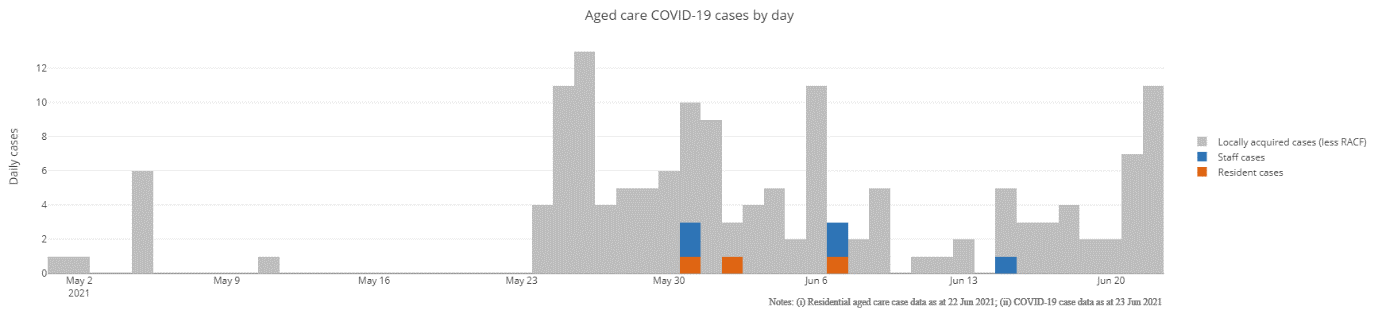 Aged care COVID-19 cases by day
Daily cases
12
10
8
6
4
2
0
May 2
2021
May 9
May 16
May 23
May 30
Jun 6
Jun 13
Jun 20
Locally acquired cases (less RACF)
Staff cases
Resident cases
Notes: (i) Residential aged care case data as at 22 Jun 2021; (ii) COVID-19 case data as at 23 Jun 2021